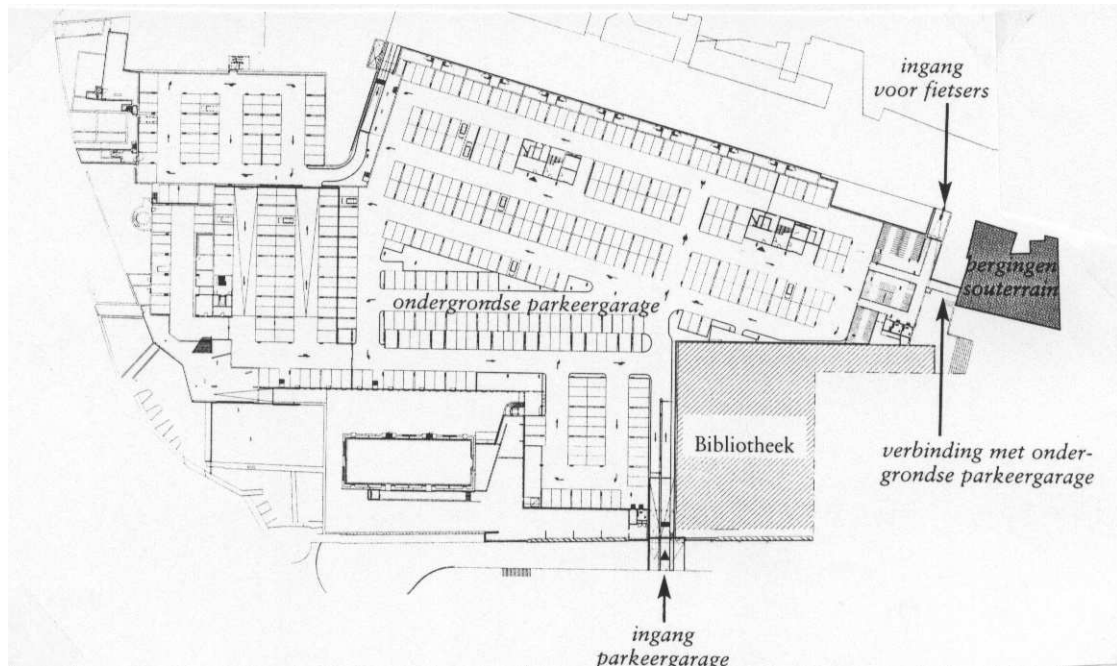 ingang
voor fietsers
bergingen
souterrain
ondergrondse parkeergarage
Bibliotheek
verbinding met onder-
grondse parkeergarage
ingang
parkeergarage